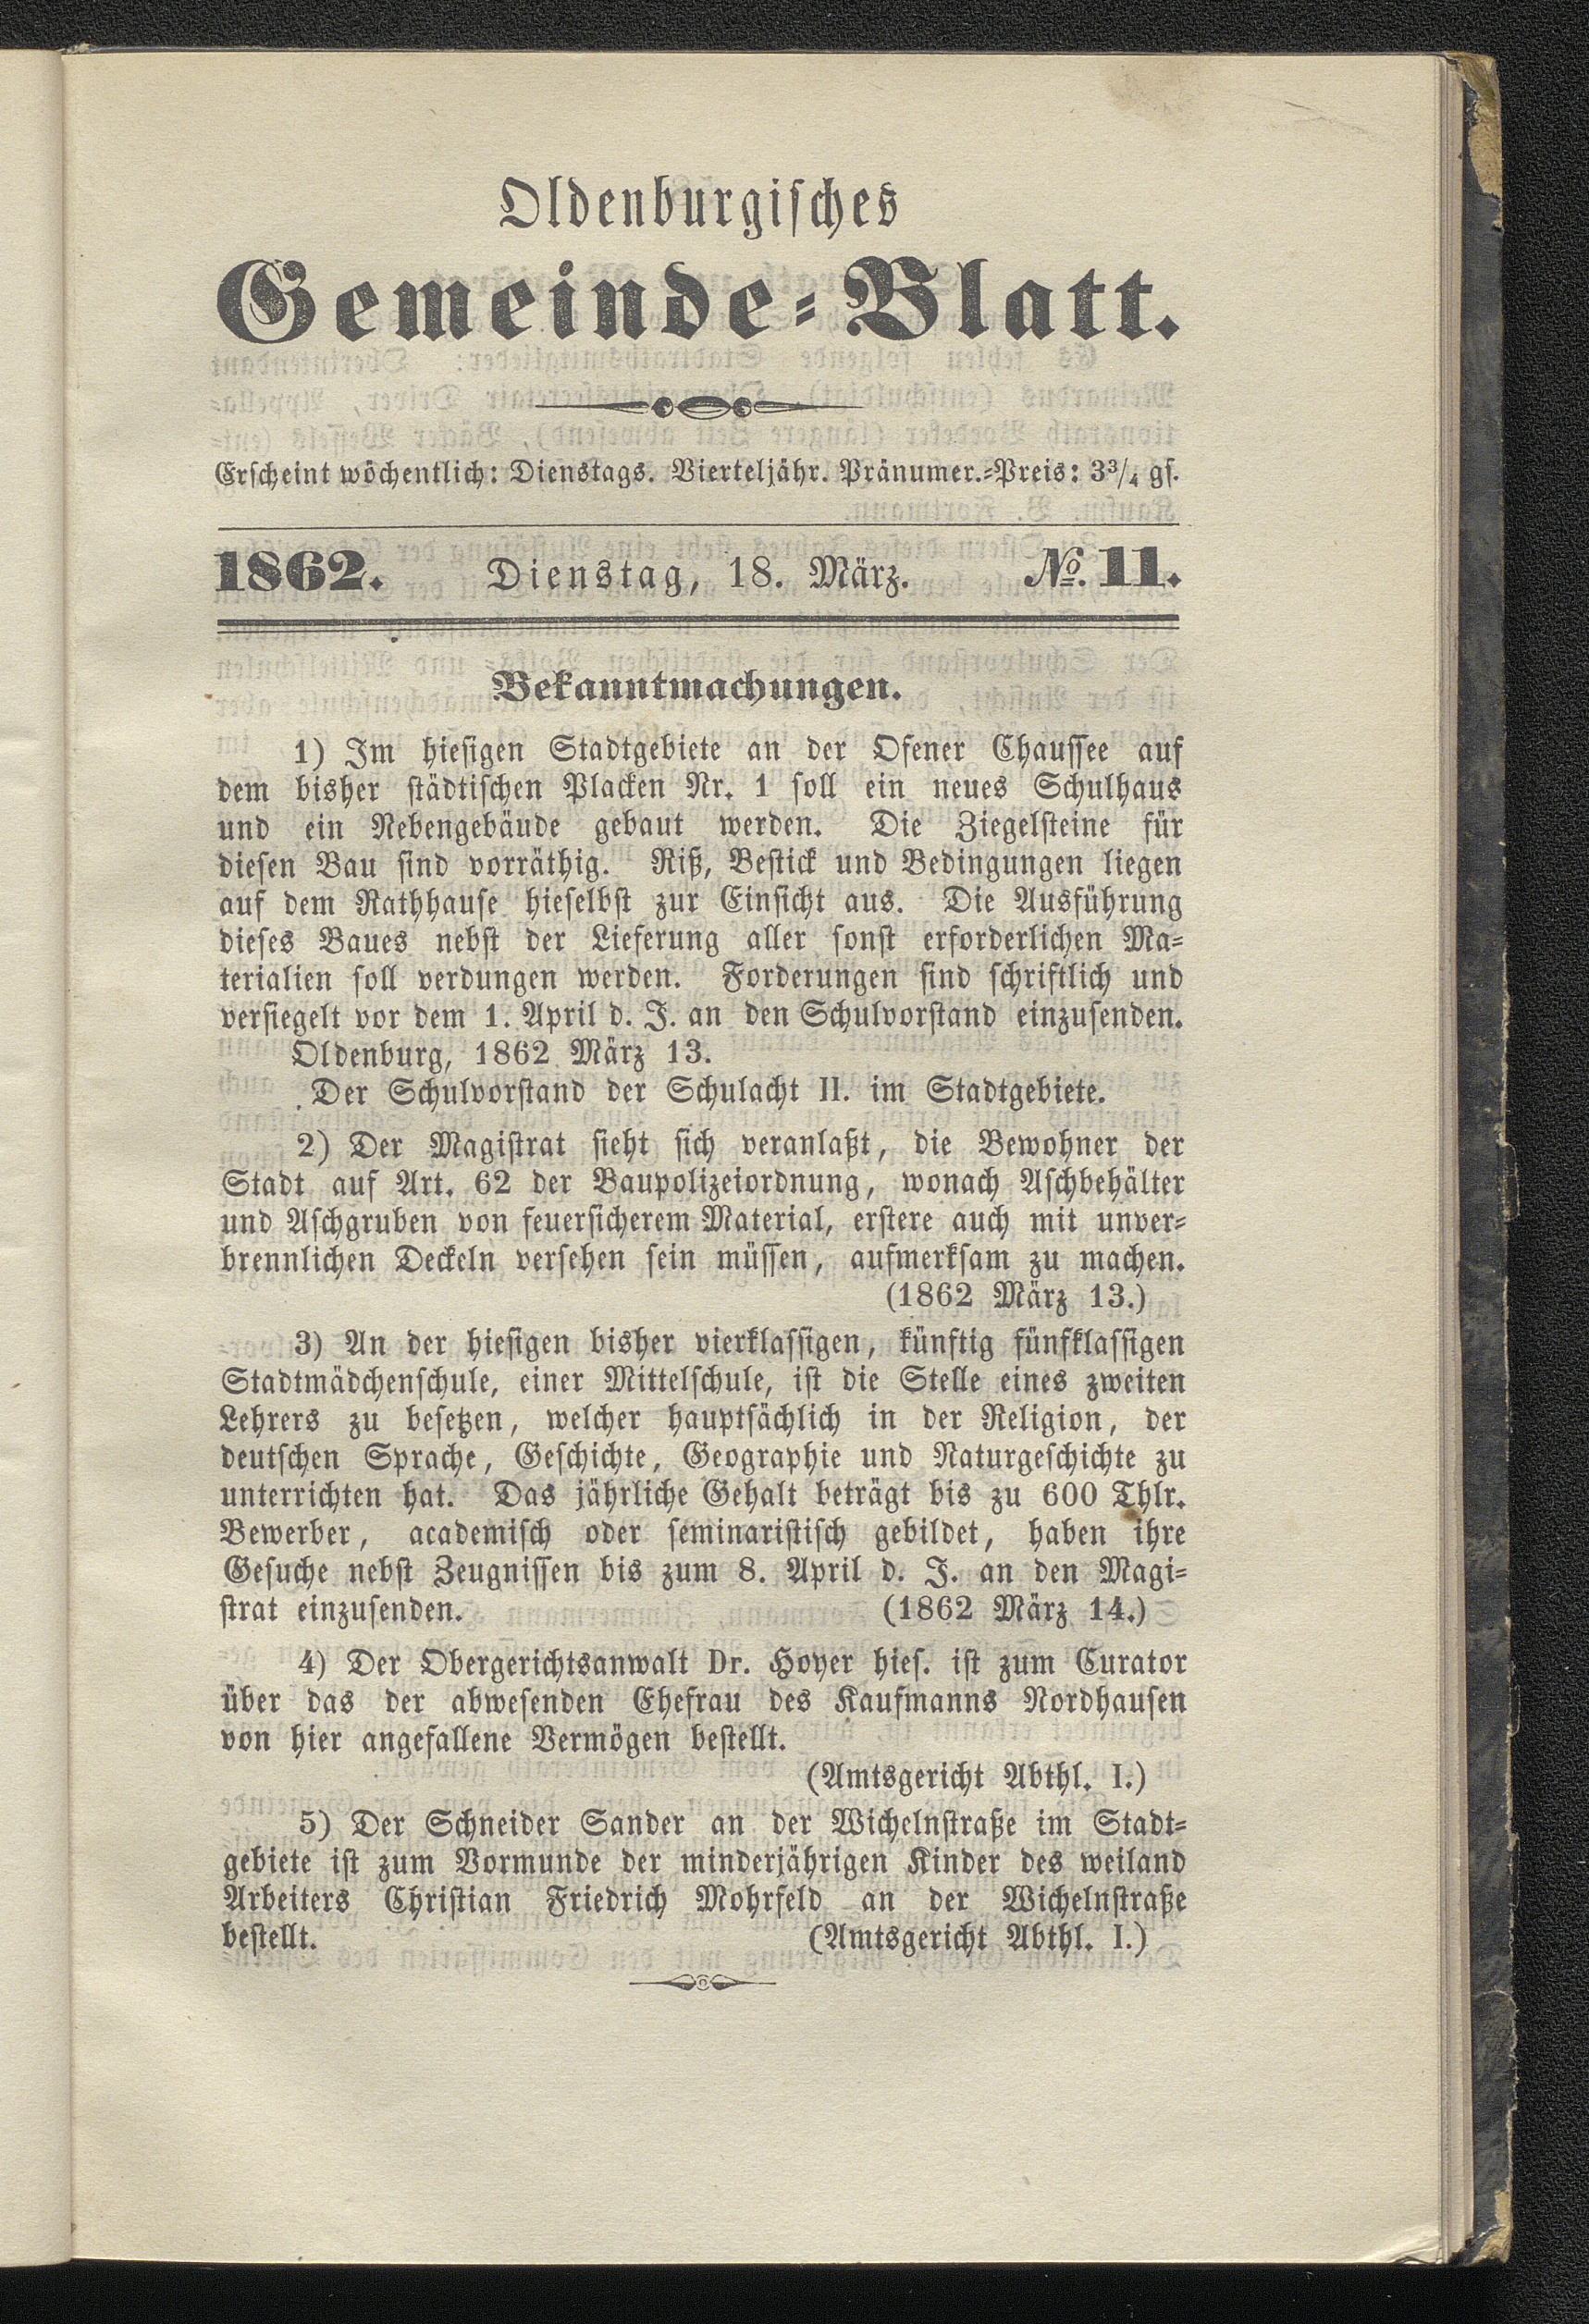 Oldenburgisches
Gemeinde-Blatt.
Erscheint wöchentlich: Dienstags. Vierteljähr. Pränumer.-Preis: 3³/₄ gs.
1862. Dienstag, 18. März. No. 11.
Bekanntmachungen.
1) Im hiesigen Stadtgebiete an der Ofener Chaussee auf
dem bisher städtischen Placken Nr. 1 soll ein neues Schulhaus
und ein Nebengebäude gebaut werden. Die Ziegelsteine für
diesen Bau sind vorräthig. Riß, Bestick und Bedingungen liegen
auf dem Rathhause hieselbst zur Einsicht aus. Die Ausführung
dieses Baues nebst der Lieferung aller sonst erforderlichen Ma-
terialien soll verdungen werden. Forderungen sind schriftlich und
versiegelt vor dem 1. April d. J. an den Schulvorstand einzusenden.
Oldenburg, 1862 März 13.
Der Schulvorstand der Schulacht II. im Stadtgebiete.
2) Der Magistrat sieht sich veranlaßt, die Bewohner der
Stadt auf Art. 62 der Baupolizeiordnung, wonach Aschbehälter
und Aschgruben von feuersicherem Material, erstere auch mit unver-
brennlichen Deckeln versehen sein müssen, aufmerksam zu machen.
(1862 März 13.)
3) An der hiesigen bisher vierklassigen, künftig fünfklassigen
Stadtmädchenschule, einer Mittelschule, ist die Stelle eines zweiten
Lehrers zu besetzen, welcher hauptsächlich in der Religion, der
deutschen Sprache, Geschichte, Geographie und Naturgeschichte zu
unterrichten hat. Das jährliche Gehalt beträgt bis zu 600 Thlr.
Bewerber, academisch oder seminaristisch gebildet, haben ihre
Gesuche nebst Zeugnissen bis zum 8. April d. J. an den Magi-
strat einzusenden. (1862 März 14.)
4) Der Obergerichtsanwalt Dr. Hoyer hies. ist zum Curator
über das der abwesenden Ehefrau des Kaufmanns Nordhausen
von hier angefallene Vermögen bestellt.
(Amtsgericht Abthl. I.)
5) Der Schneider Sander an der Wichelnstraße im Stadt-
gebiete ist zum Vormunde der minderjährigen Kinder des weiland
Arbeiters Christian Friedrich Mohrfeld an der Wichelnstraße
bestellt. (Amtsgericht Abthl. I.)